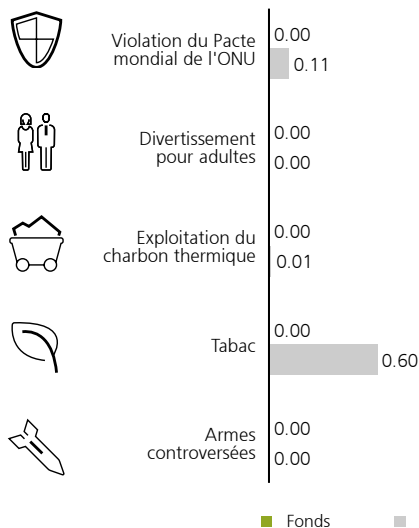 Violation du Pacte
mondial de l'ONU
0.00
0.11
Divertissement
pour adultes
0.00
0.00
Exploitation du
charbon thermique
0.00
0.01
Tabac
0.00
0.60
Armes
controversées
0.00
0.00
Fonds